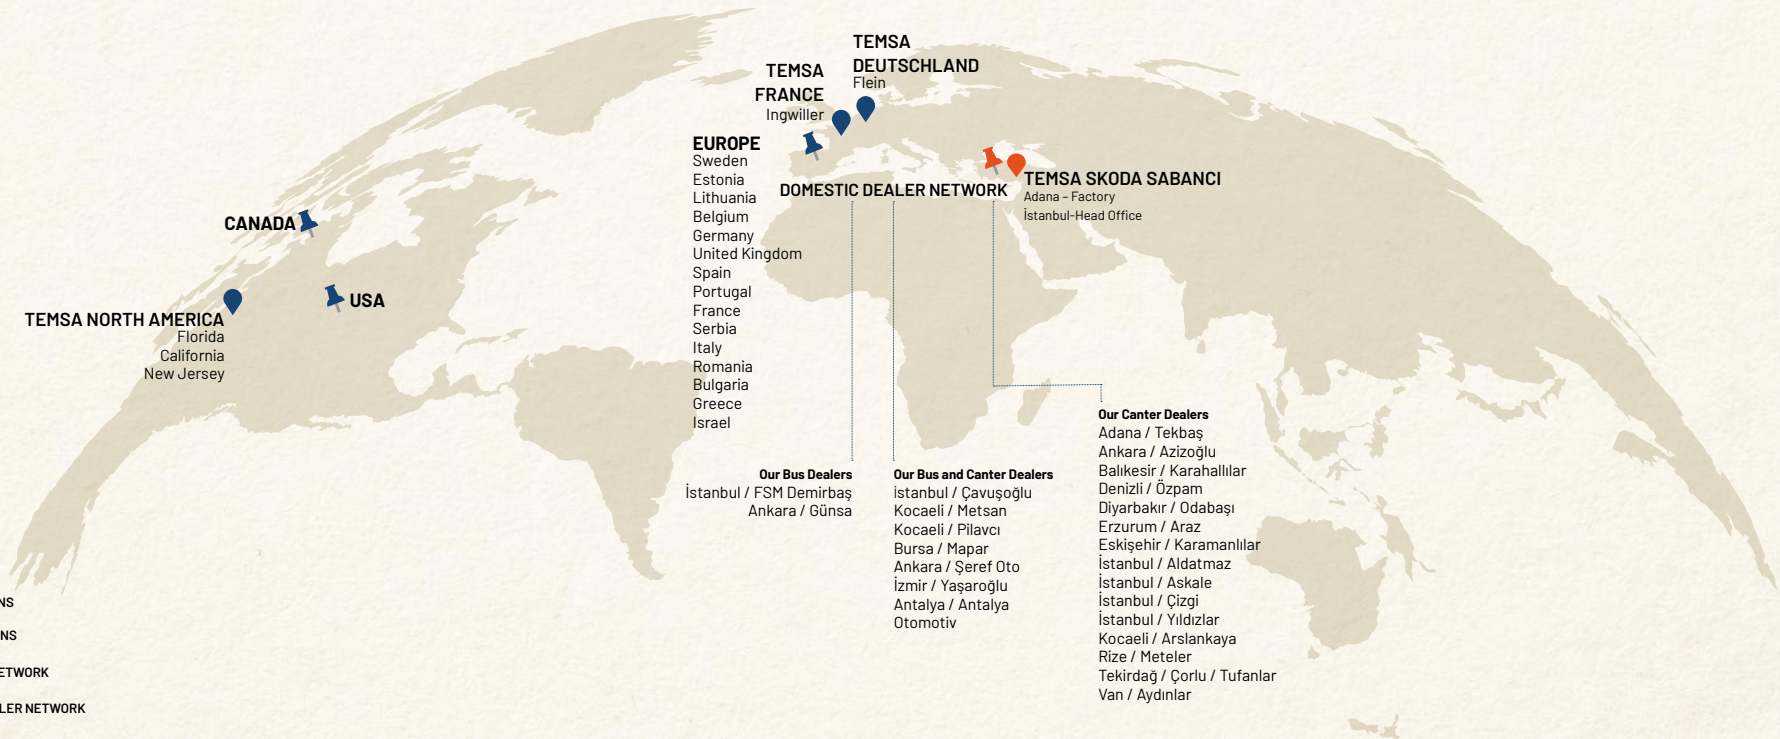 TEMSA
DEUTSCHLAND
Flein
TEMSA
FRANCE
Ingwiller
EUROPE
Sweden
Estonia
Lithuania
Belgium
Germany
United Kingdom
Spain
Portugal
France
Serbia
Italy
Romania
Bulgaria
Greece
Israel
DOMESTIC DEALER NETWORK
TEMSA SKODA SABANCI
Adana – Factory
İstanbul-Head Office
CANADA
USA
TEMSA NORTH AMERICA
Florida
California
New Jersey
Our Bus Dealers
İstanbul / FSM Demirbaş
Ankara / Günsa
Our Bus and Canter Dealers
İstanbul / Çavuşoğlu
Kocaeli / Metsan
Kocaeli / Pilavcı
Bursa / Mapar
Ankara / Şeref Oto
İzmir / Yaşaroğlu
Antalya / Antalya
Otomotiv
Our Canter Dealers
Adana / Tekbaş
Ankara / Azizoğlu
Balıkesir / Karahallılar
Denizli / Özpam
Diyarbakır / Odabaşı
Erzurum / Araz
Eskişehir / Karamanlılar
İstanbul / Aldatmaz
İstanbul / Askale
İstanbul / Çizgi
İstanbul / Yıldızlar
Kocaeli / Arslankaya
Rize / Meteler
Tekirdağ / Çorlu / Tufanlar
Van / Aydınlar
NS
NS
ETWORK
LER NETWORK